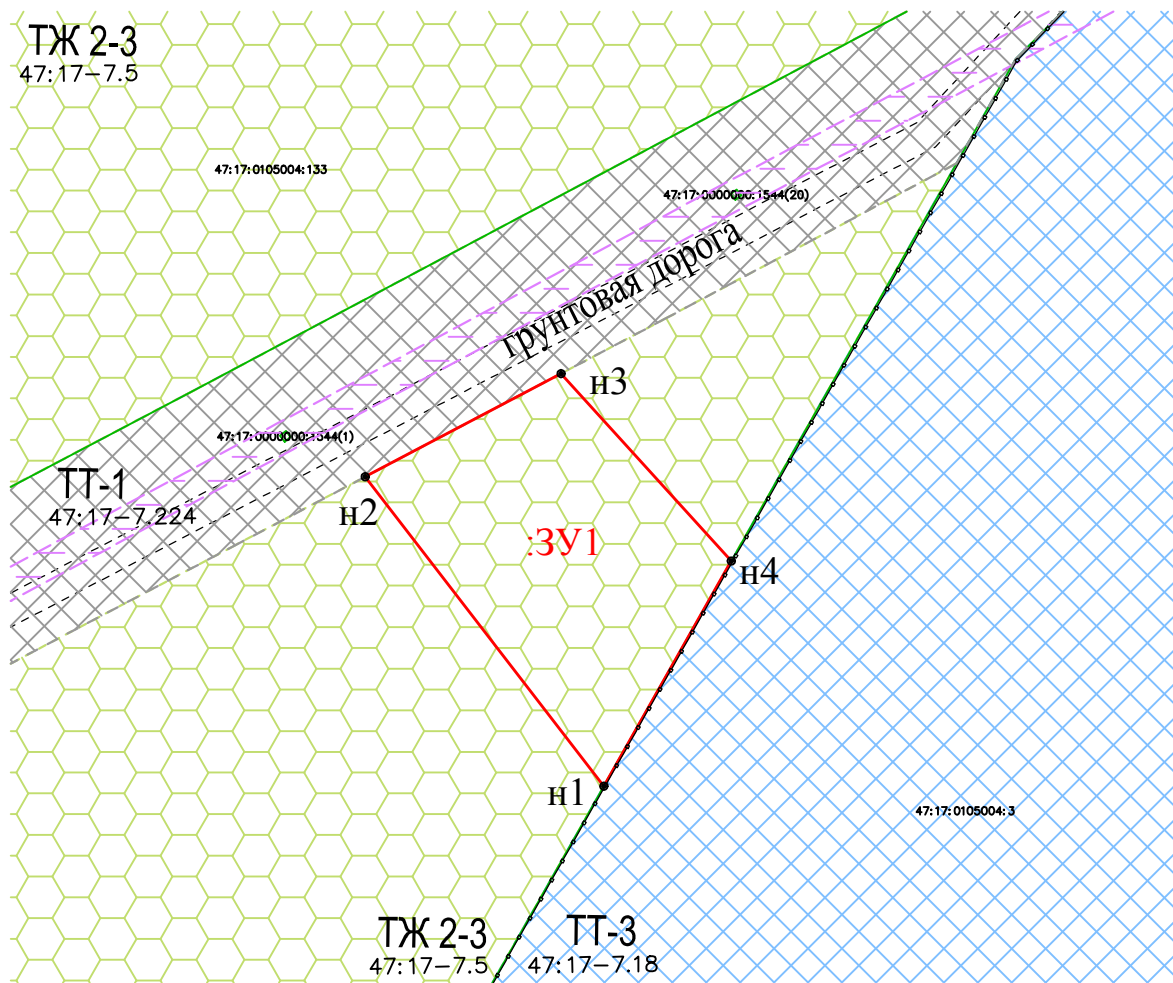 ТЖ 2-3
47:17-7.5
47:17:0105004:133
47:17:0000000:1544(20)
грунтовая дорога
н3
47:17:0000000:1544(1)
ТТ-1
47:17-7.224
н2
:ЗУ1
н4
н1
47:17:0105004:3
ТЖ 2-3
47:17-7.5
ТТ-3
47:17-7.18